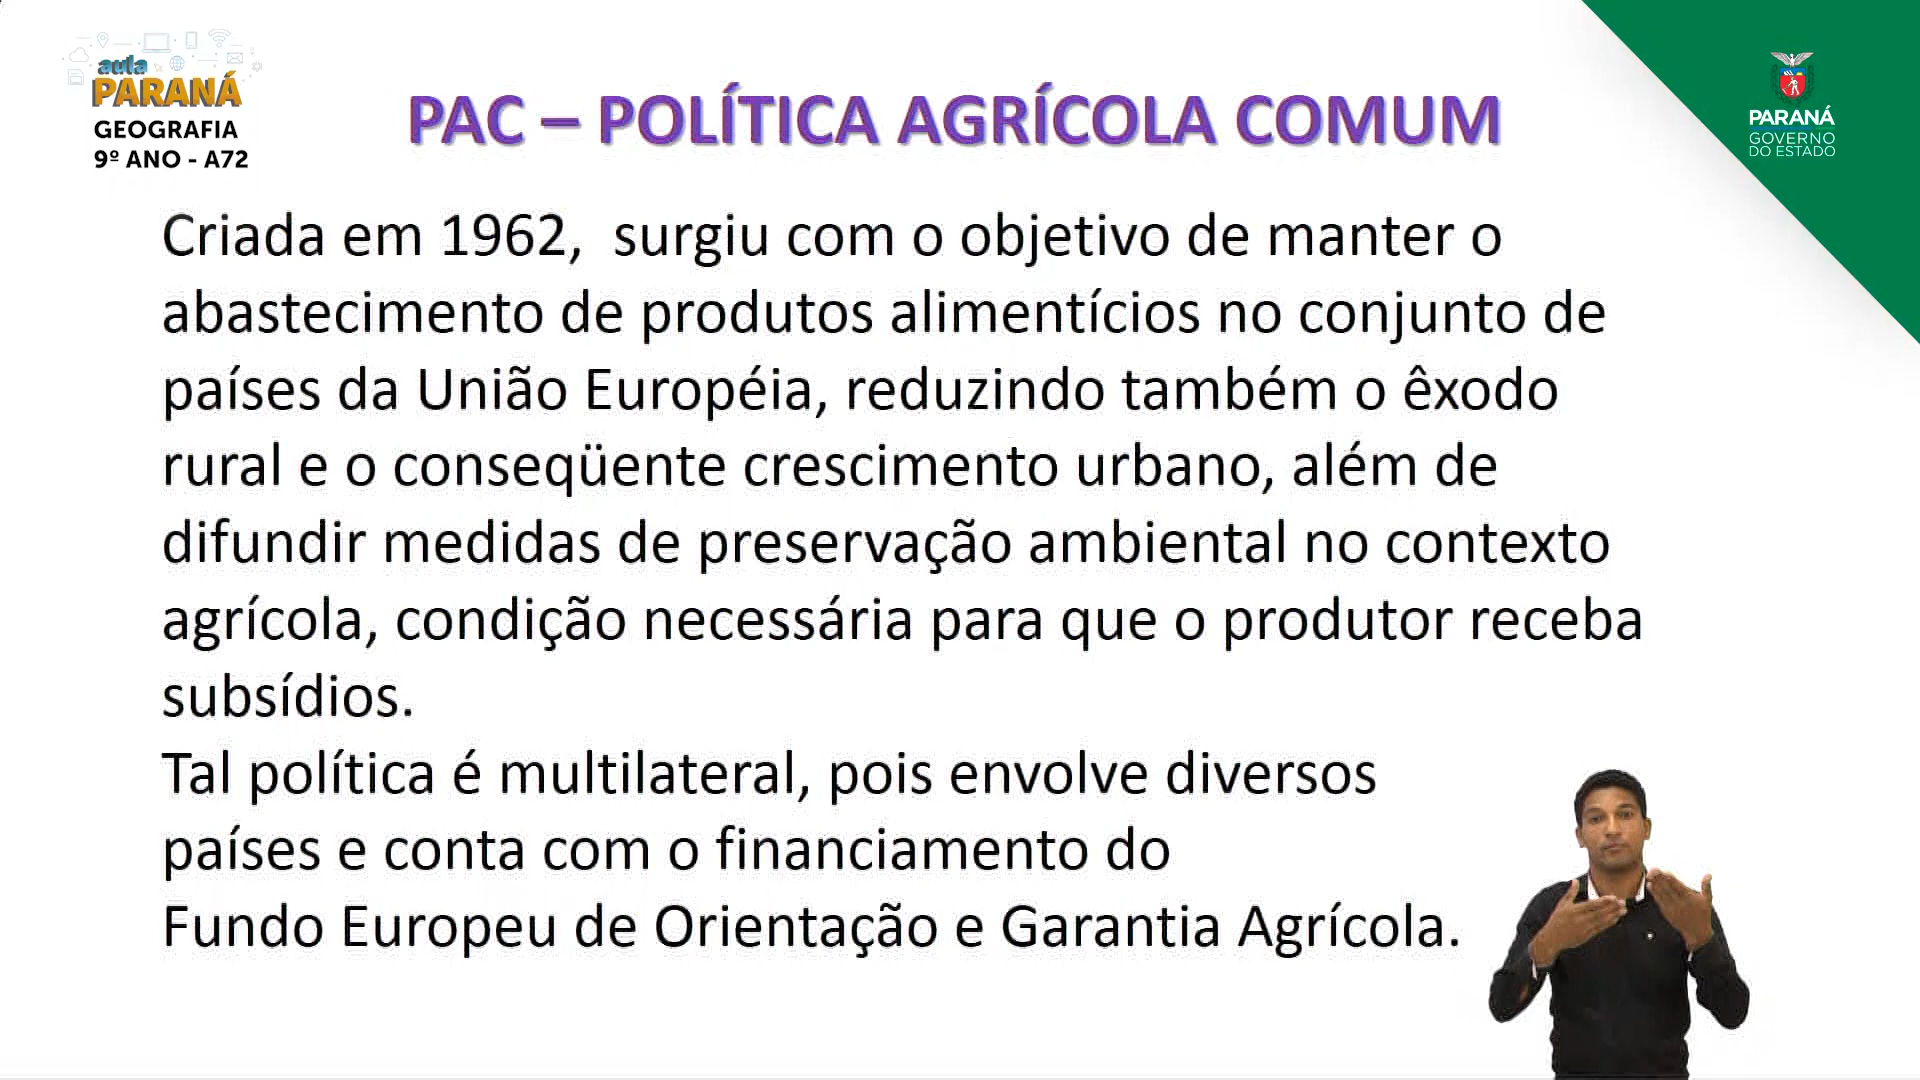 aula
PARANÁ
GEOGRAFIA
9º ANO - A72
PAC – POLÍTICA AGRÍCOLA COMUM
PARANÁ
GOVERNO
DO ESTADO
Criada em 1962,  surgiu com o objetivo de manter o
abastecimento de produtos alimentícios no conjunto de
países da União Européia, reduzindo também o êxodo
rural e o conseqüente crescimento urbano, além de
difundir medidas de preservação ambiental no contexto
agrícola, condição necessária para que o produtor receba
subsídios.
Tal política é multilateral, pois envolve diversos
países e conta com o financiamento do
Fundo Europeu de Orientação e Garantia Agrícola.